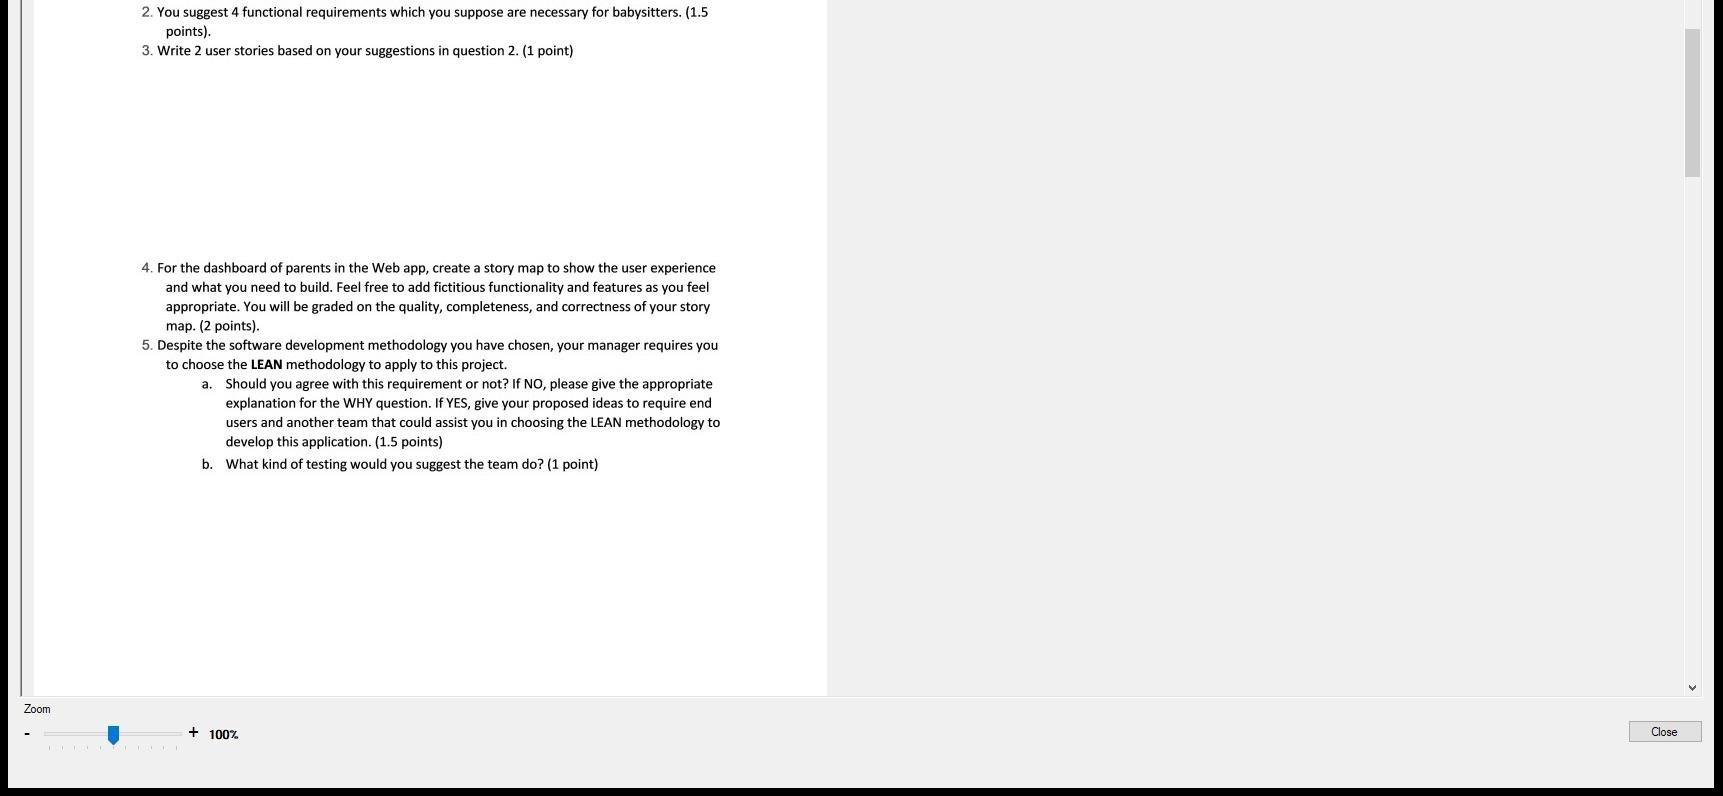 2. You suggest 4 functional requirements which you suppose are necessary for babysitters. (1.5
points).
3. Write 2 user stories based on your suggestions in question 2. (1 point)
4. For the dashboard of parents in the Web app, create a story map to show the user experience
and what you need to build. Feel free to add fictitious functionality and features as you feel
appropriate. You will be graded on the quality, completeness, and correctness of your story
map. (2 points).
5. Despite the software development methodology you have chosen, your manager requires you
to choose the LEAN methodology to apply to this project.
a. Should you agree with this requirement or not? If NO, please give the appropriate
explanation for the WHY question. If YES, give your proposed ideas to require end
users and another team that could assist you in choosing the LEAN methodology to
develop this application. (1.5 points)
b. What kind of testing would you suggest the team do? (1 point)
Zoom
- + 100%
Close